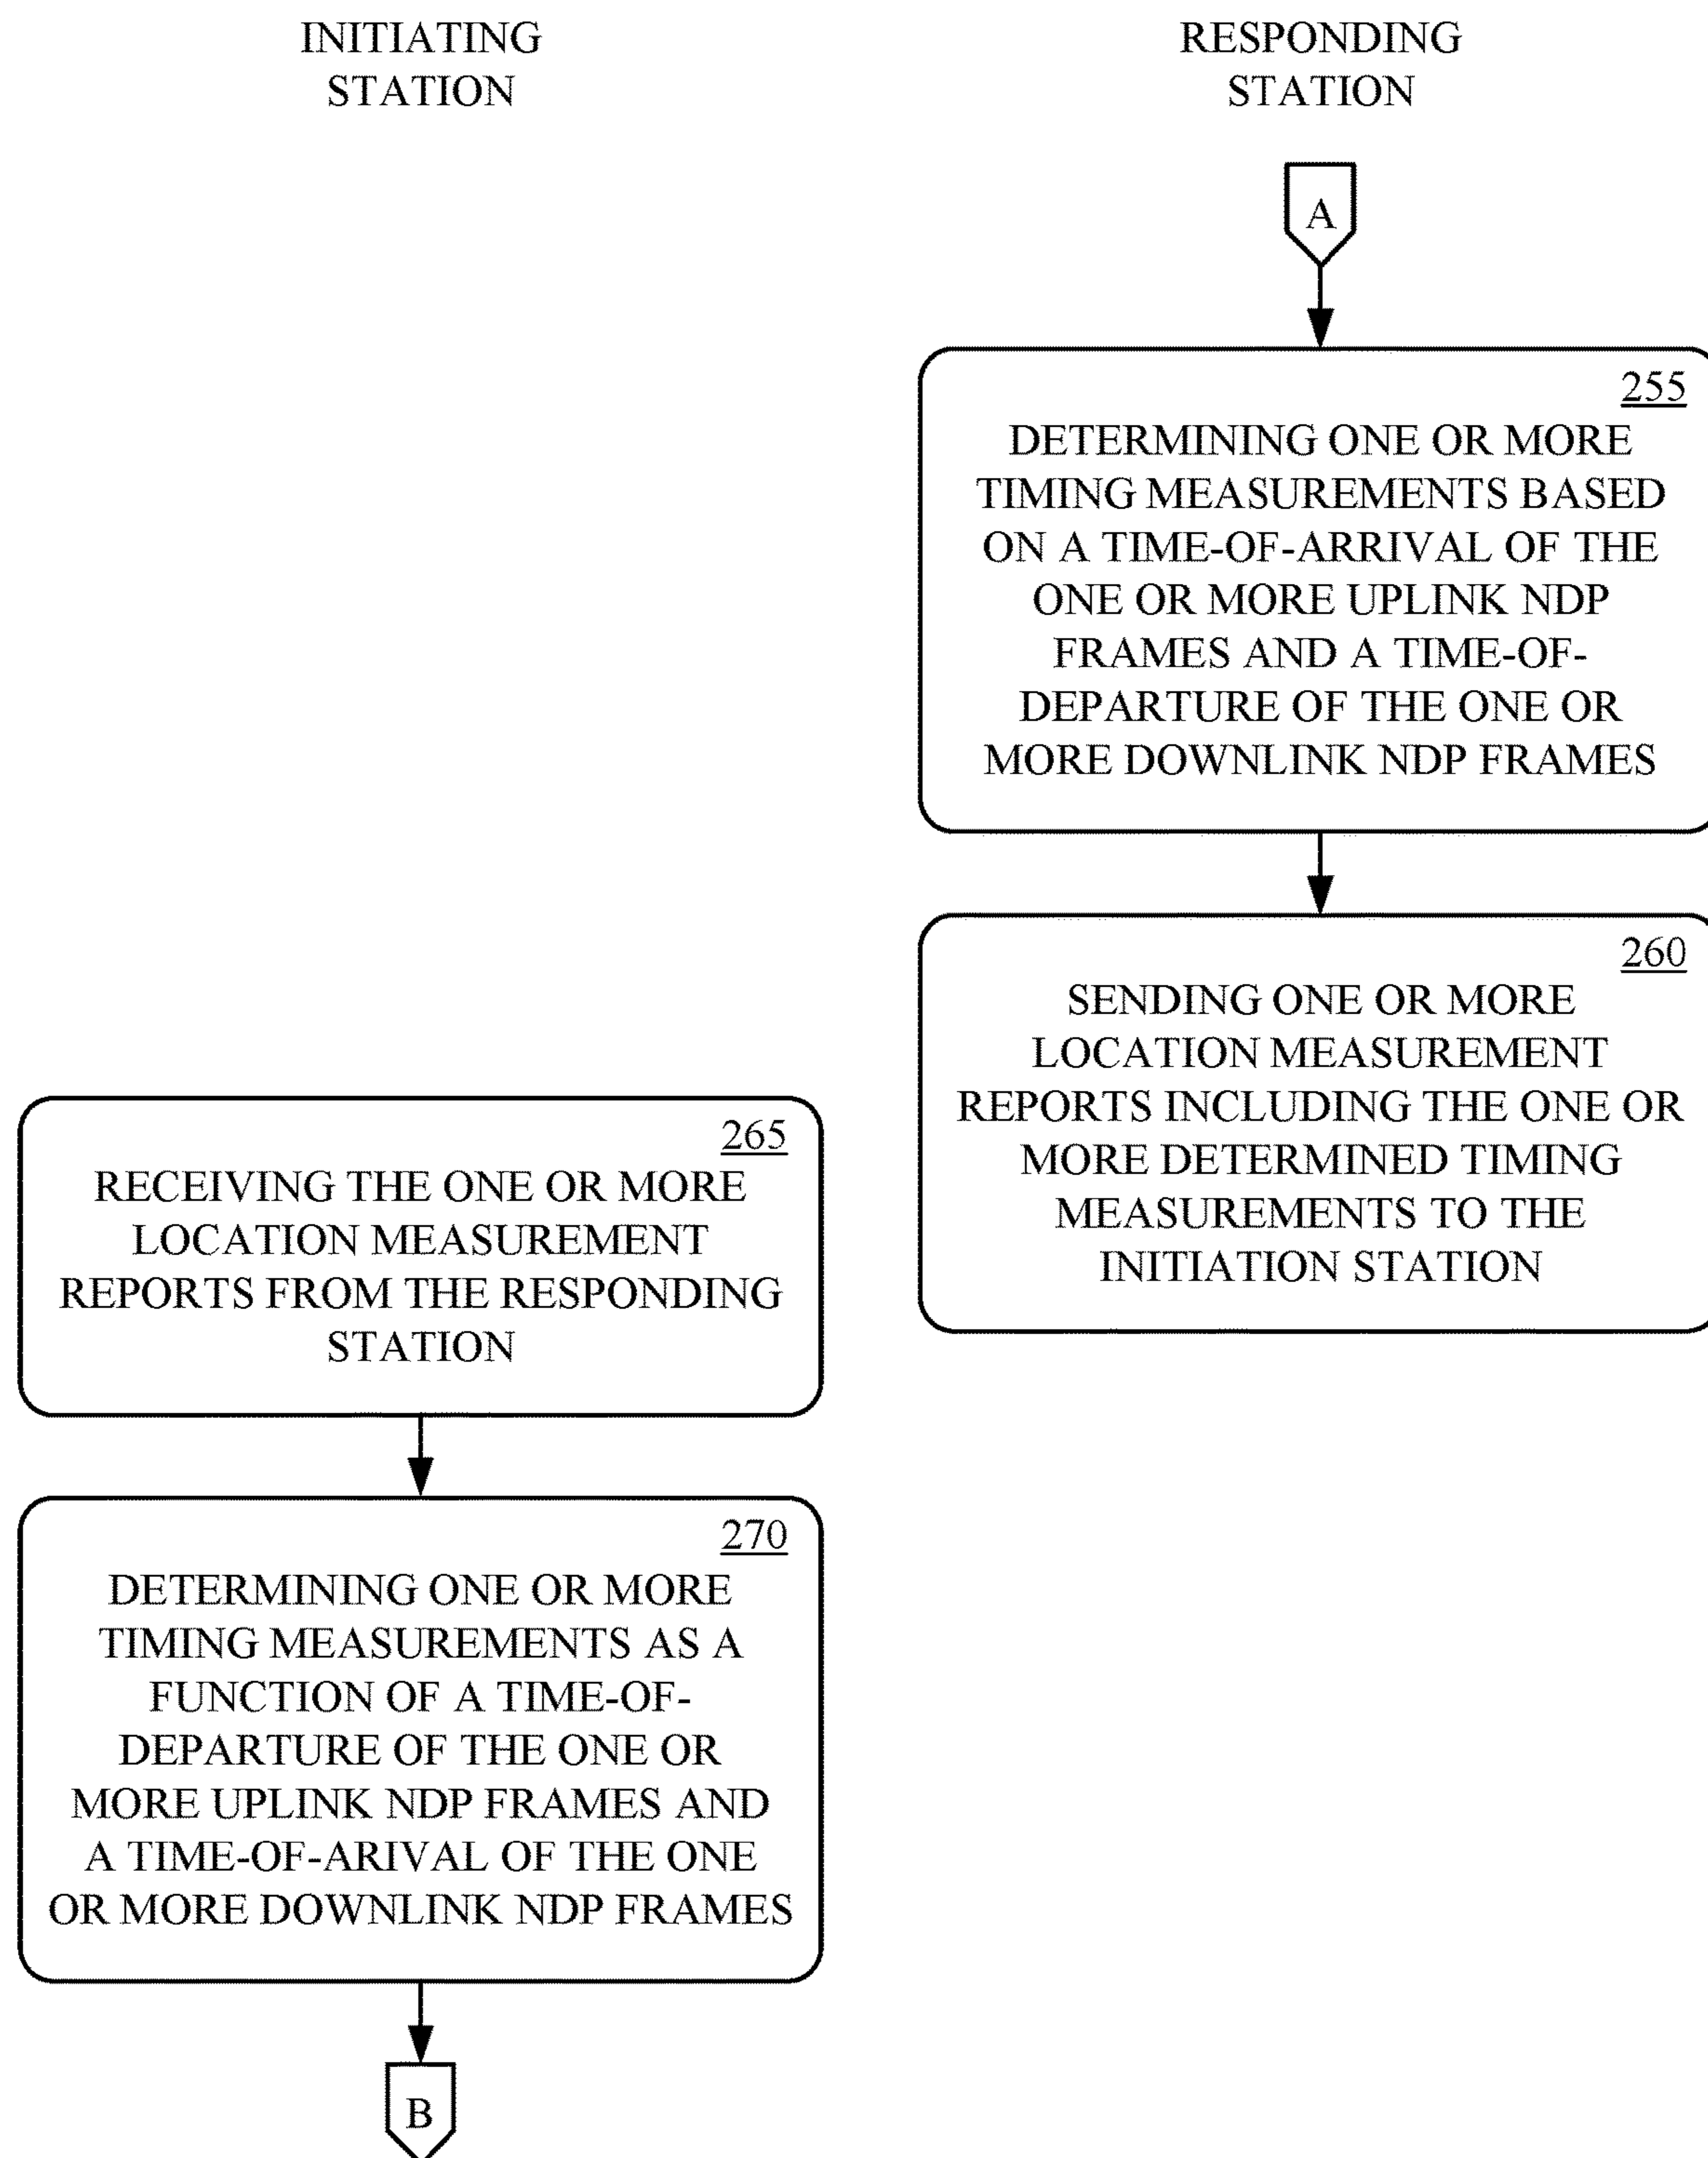 INITIATING
STATION
RESPONDING
STATION
A
255
DETERMINING ONE OR MORE
TIMING MEASUREMENTS BASED
ON A TIME-OF-ARRIVAL OF THE
ONE OR MORE UPLINK NDP
FRAMES AND A TIME-OF-
DEPARTURE OF THE ONE OR
MORE DOWNLINK NDP FRAMES
260
SENDING ONE OR MORE
LOCATION MEASUREMENT
REPORTS INCLUDING THE ONE OR
MORE DETERMINED TIMING
MEASUREMENTS TO THE
INITIATION STATION
265
RECEIVING THE ONE OR MORE
LOCATION MEASUREMENT
REPORTS FROM THE RESPONDING
STATION
270
DETERMINING ONE OR MORE
TIMING MEASUREMENTS AS A
FUNCTION OF A TIME-OF-
DEPARTURE OF THE ONE OR
MORE UPLINK NDP FRAMES AND
A TIME-OF-ARIVAL OF THE ONE
OR MORE DOWNLINK NDP FRAMES
B